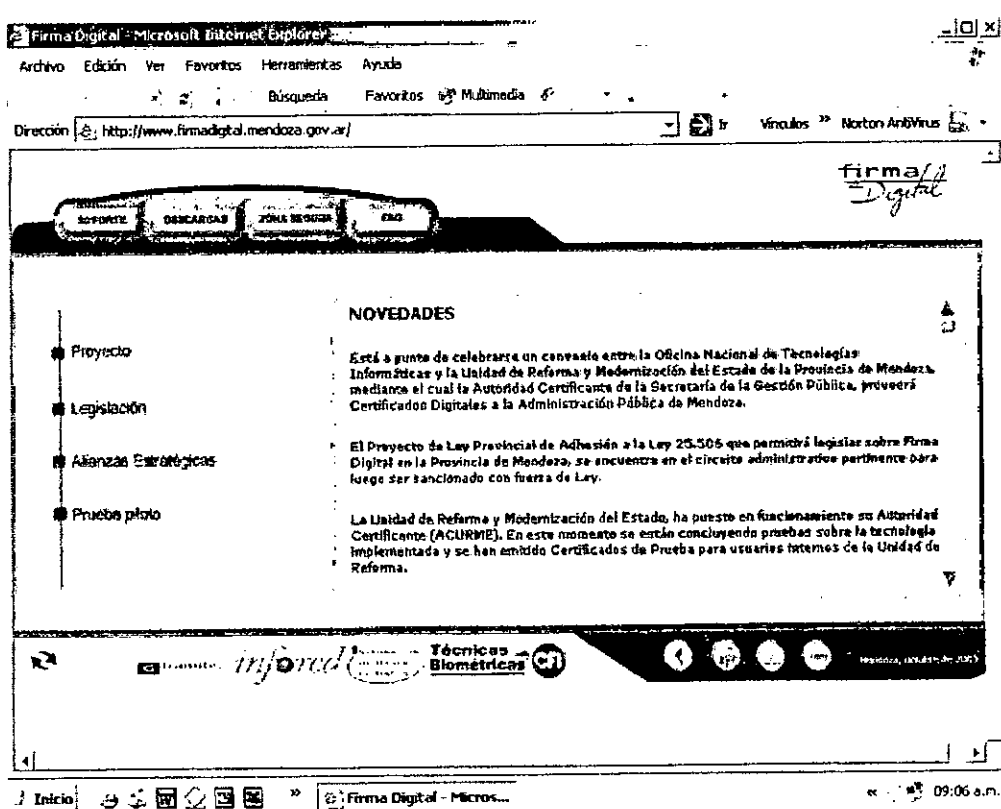 Firma Digital - Microsoft Internet Explorer
Archivo Edición Ver Favoritos Herramientas Ayuda
Búsqueda Favoritos Multimedia
Dirección http://www.firmadigtal.mendoza.gov.ar/ Ir Vínculos » Norton AntiVirus
firma
Digital
SOPORTE DESCARGAS ZONA SEGURA FAQ
NOVEDADES
Proyecto
Legislación
Alianzas Estratégicas
Prueba piloto
Está a punto de celebrarse un convenio entre la Oficina Nacional de Tecnologías
Informáticas y la Unidad de Reforma y Modernización del Estado de la Provincia de Mendoza,
mediante el cual la Autoridad Certificante de la Secretaría de la Gestión Pública, proveerá
Certificados Digitales a la Administración Pública de Mendoza.
El Proyecto de Ley Provincial de Adhesión a la Ley 25.506 que permitirá legislar sobre Firma
Digital en la Provincia de Mendoza, se encuentra en el circuito administrativo pertinente para
luego ser sancionado con fuerza de Ley.
La Unidad de Reforma y Modernización del Estado, ha puesto en funcionamiento su Autoridad
Certificante (ACURME). En este momento se están concluyendo pruebas sobre la tecnología
implementada y se han emitido Certificados de Prueba para usuarios internos de la Unidad de
Reforma.
infored
Técnicas
Biométricas
CFI
Mendoza, octubre de
Inicio » Firma Digital - Micros... « 09:06 a.m.